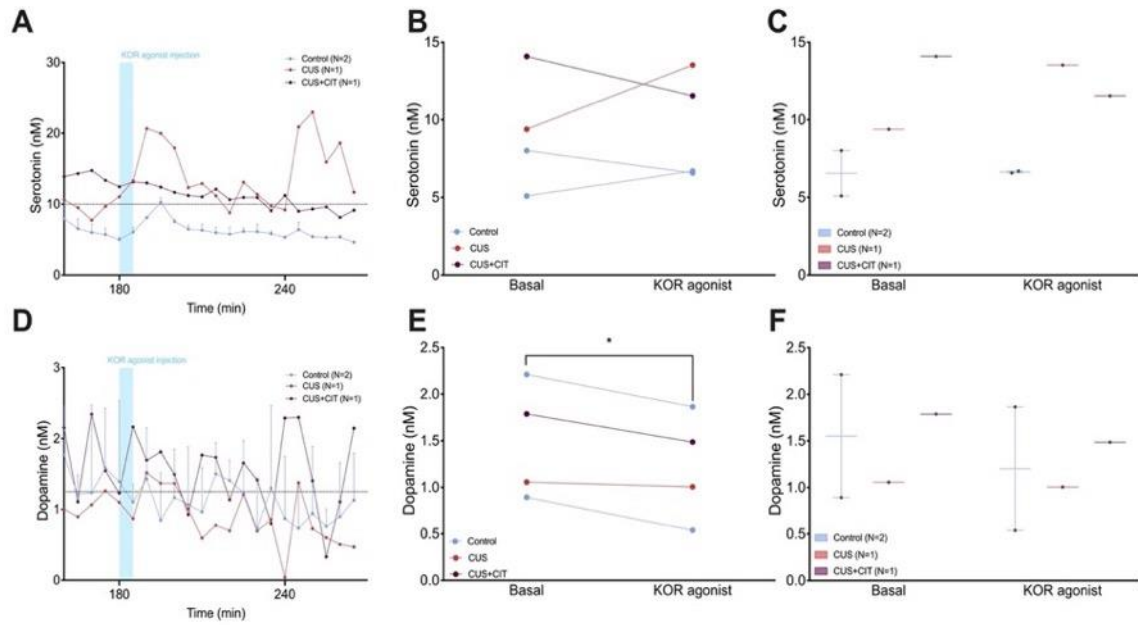 A
KOR agonist injection
Control (N=2)
CUS (N=1)
CUS+CIT (N=1)
30
20
10
0
Serotonin (nM)
180
240
Time (min)
B
15
10
5
0
Serotonin (nM)
Control
CUS
CUS+CIT
Basal
KOR agonist
C
15
10
5
0
Serotonin (nM)
Control (N=2)
CUS (N=1)
CUS+CIT (N=1)
Basal
KOR agonist
D
KOR agonist injection
Control (N=2)
CUS (N=1)
CUS+CIT (N=1)
3
2
1
0
Dopamine (nM)
180
240
Time (min)
E
2.5
2.0
1.5
1.0
0.5
0.0
Dopamine (nM)
*
Control
CUS
CUS+CIT
Basal
KOR agonist
F
2.5
2.0
1.5
1.0
0.5
0.0
Dopamine (nM)
Control (N=2)
CUS (N=1)
CUS+CIT (N=1)
Basal
KOR agonist